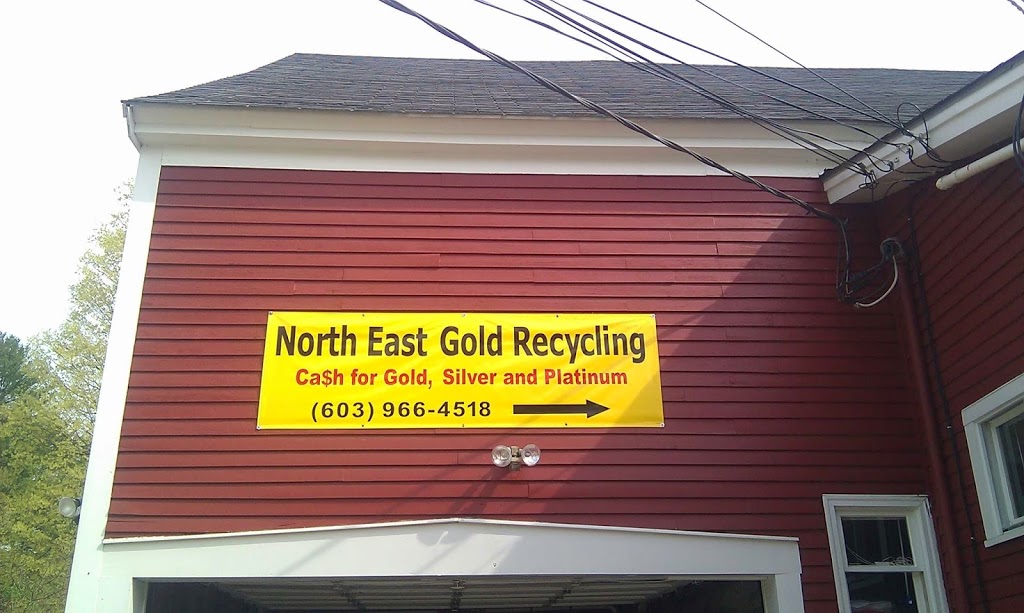 North East Gold Recycling
Ca$h for Gold, Silver and Platinum
(603) 966-4518